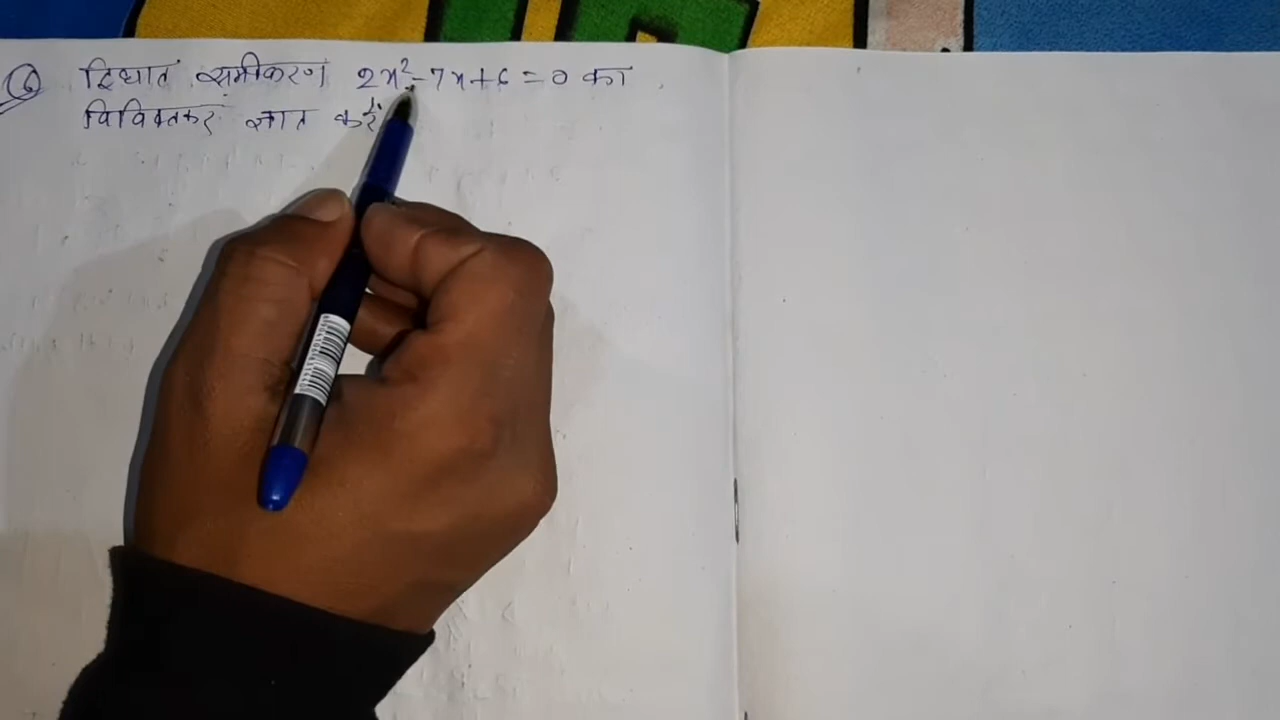 Q द्विघात समीकरण 2x² - 7x + 6 = 0 का
विविक्तकर ज्ञात करें